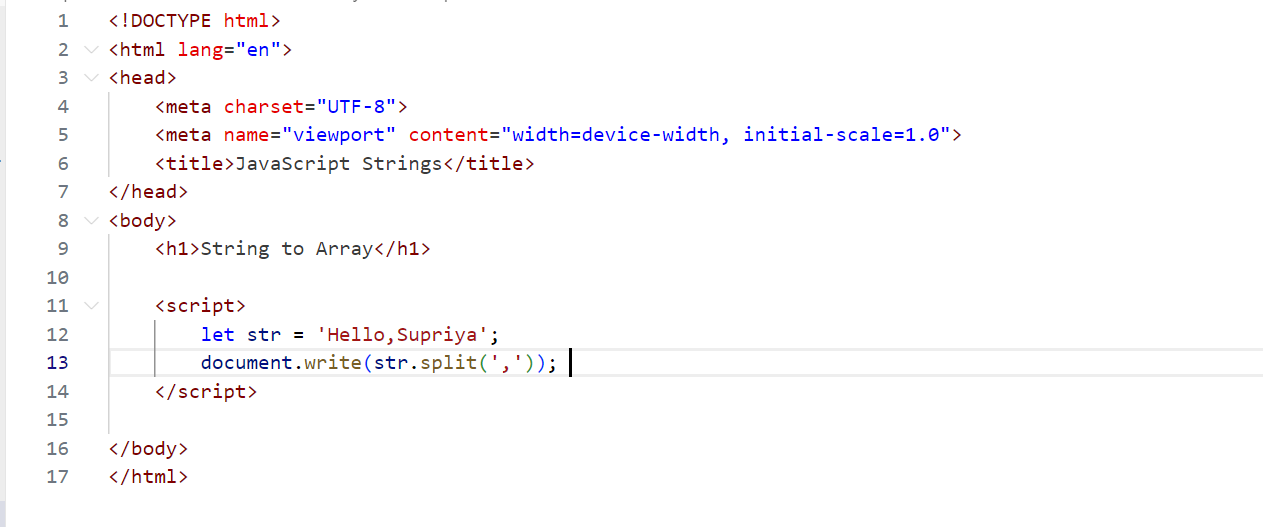 1 <!DOCTYPE html>
2 <html lang="en">
3 <head>
4     <meta charset="UTF-8">
5     <meta name="viewport" content="width=device-width, initial-scale=1.0">
6     <title>JavaScript Strings</title>
7 </head>
8 <body>
9     <h1>String to Array</h1>
10
11     <script>
12         let str = 'Hello,Supriya';
13         document.write(str.split(','));
14     </script>
15
16 </body>
17 </html>